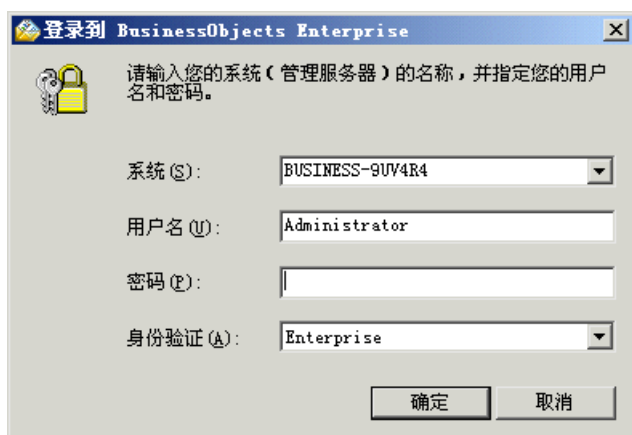 登录到 BusinessObjects Enterprise
请输入您的系统(管理服务器)的名称,并指定您的用户
名和密码。
系统(S): BUSINESS-9UV4R4
用户名(U): Administrator
密码(P):
身份验证(A): Enterprise
确定 取消